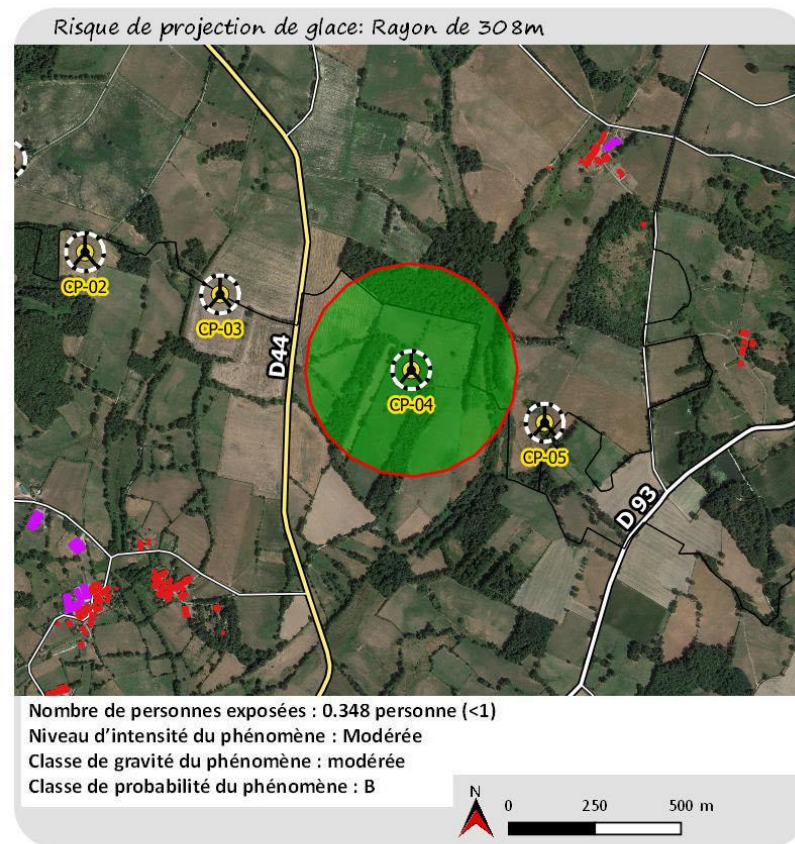 Risque de projection de glace: Rayon de 308m
CP-02
CP-03
D44
CP-04
CP-05
D 93
Nombre de personnes exposées : 0.348 personne (<1)
Niveau d'intensité du phénomène : Modérée
Classe de gravité du phénomène : modérée
Classe de probabilité du phénomène : B
N
0 250 500 m